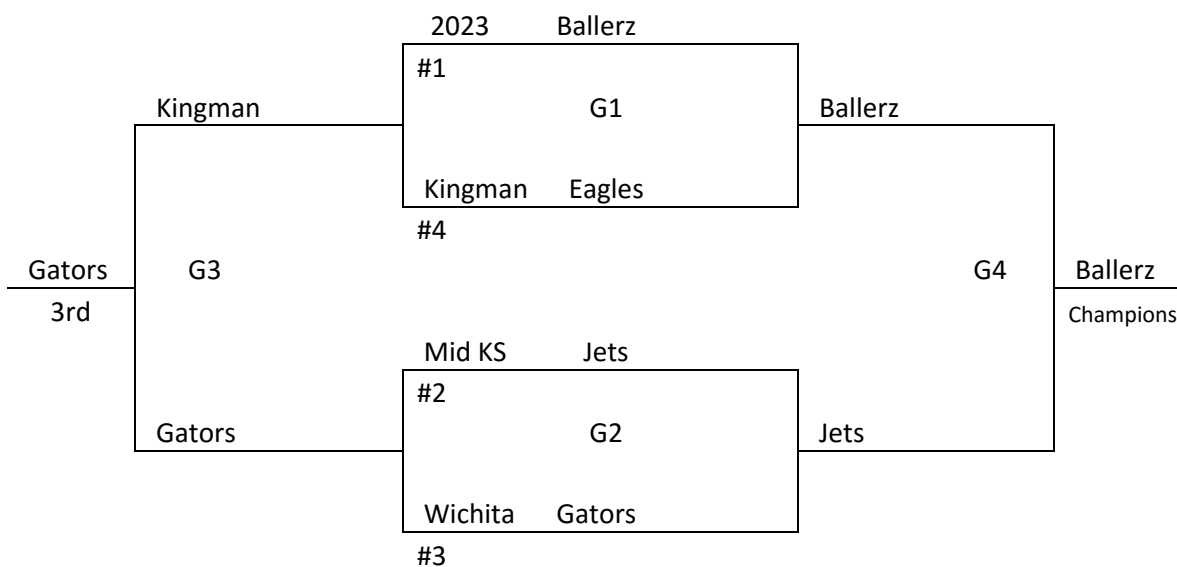 2023 Ballerz
#1
Kingman G1 Ballerz
Kingman Eagles
#4
Gators G3 G4 Ballerz
3rd Champions
Mid KS Jets
#2
Gators G2 Jets
Wichita Gators
#3